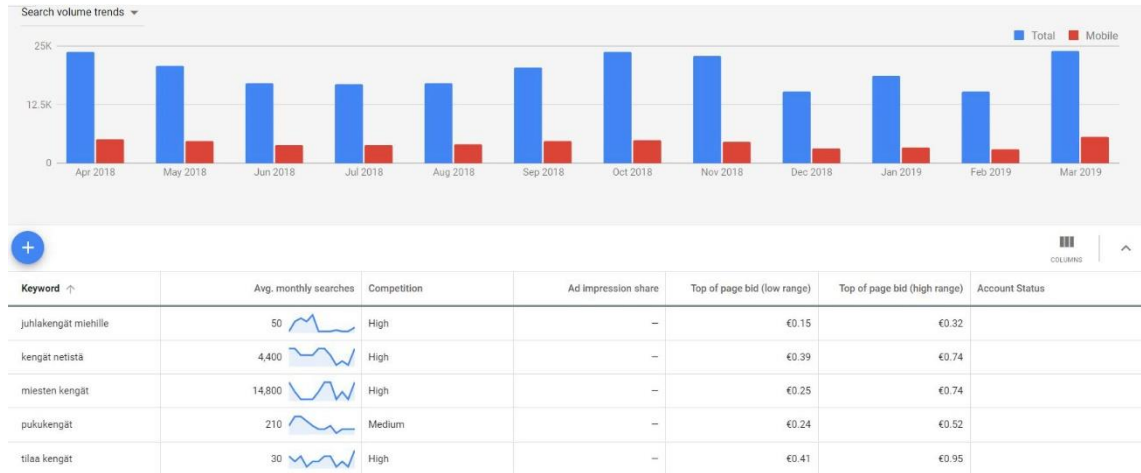 Search volume trends
Total Mobile
25K
12.5K
0
Apr 2018 May 2018 Jun 2018 Jul 2018 Aug 2018 Sep 2018 Oct 2018 Nov 2018 Dec 2018 Jan 2019 Feb 2019 Mar 2019
+
COLUMNS
Keyword ↑ Avg. monthly searches Competition Ad impression share Top of page bid (low range) Top of page bid (high range) Account Status
juhlakengät miehille 50 High – €0.15 €0.32
kengät netistä 4,400 High – €0.39 €0.74
miesten kengät 14,800 High – €0.25 €0.74
pukukengät 210 Medium – €0.24 €0.52
tilaa kengät 30 High – €0.41 €0.95